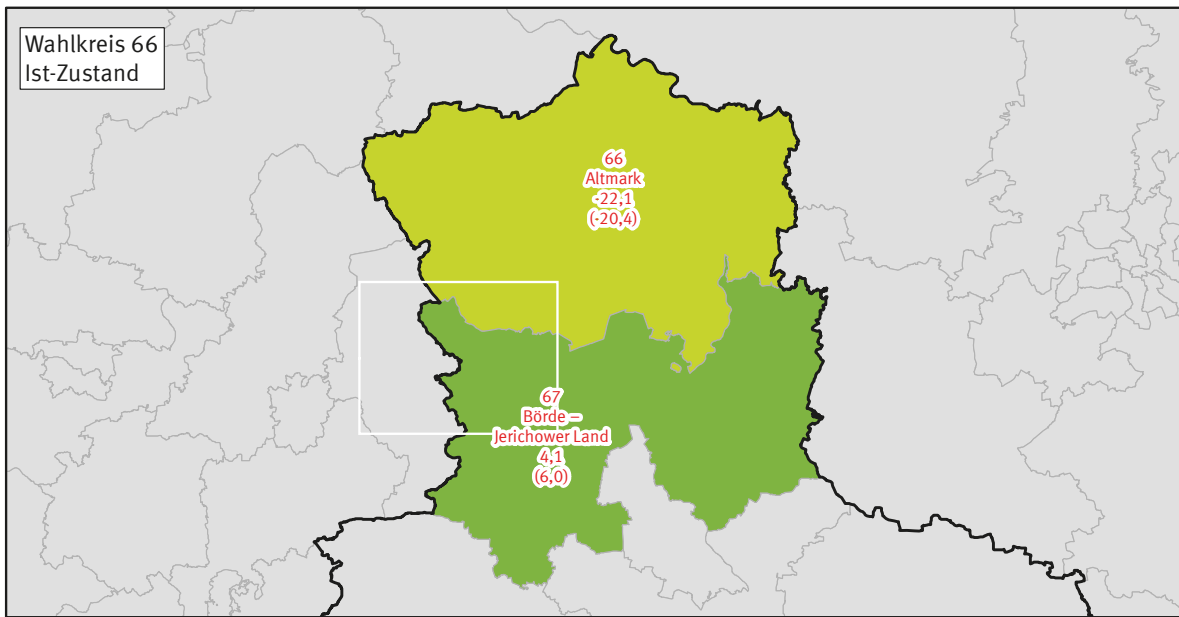 Wahlkreis 66
Ist-Zustand
66
Altmark
-22,1
(-20,4)
67
Börde –
Jerichower Land
4,1
(6,0)